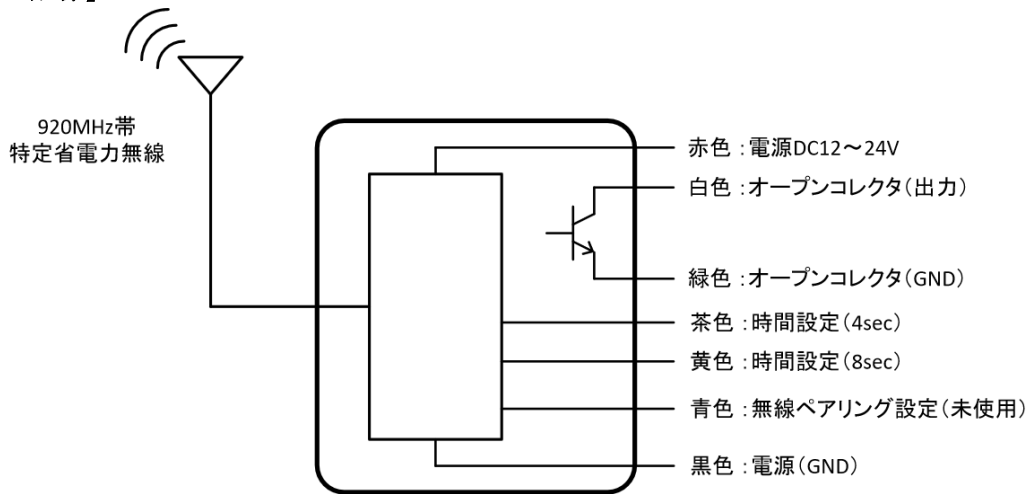 920MHz帯
特定省電力無線
赤色：電源DC12～24V
白色：オープンコレクタ（出力）
緑色：オープンコレクタ（GND）
茶色：時間設定（4sec）
黄色：時間設定（8sec）
青色：無線ペアリング設定（未使用）
黒色：電源（GND）